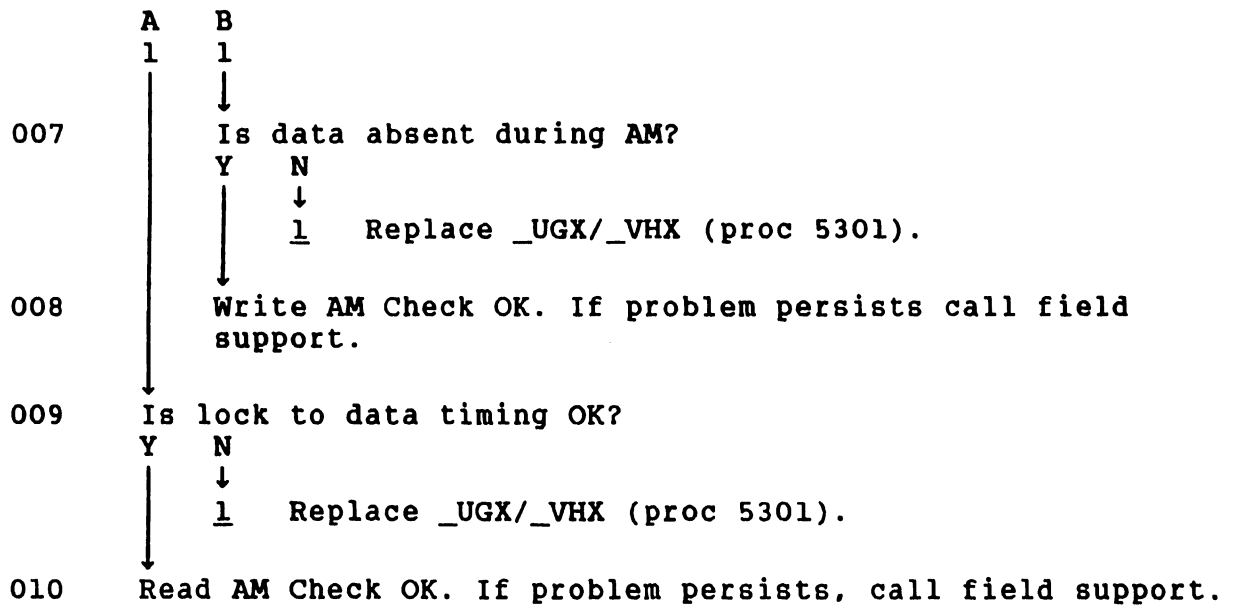 A B
1 1
007 Is data absent during AM?
Y N
1 Replace _UGX/_VHX (proc 5301).
008 Write AM Check OK. If problem persists call field
support.
009 Is lock to data timing OK?
Y N
1 Replace _UGX/_VHX (proc 5301).
010 Read AM Check OK. If problem persists, call field support.